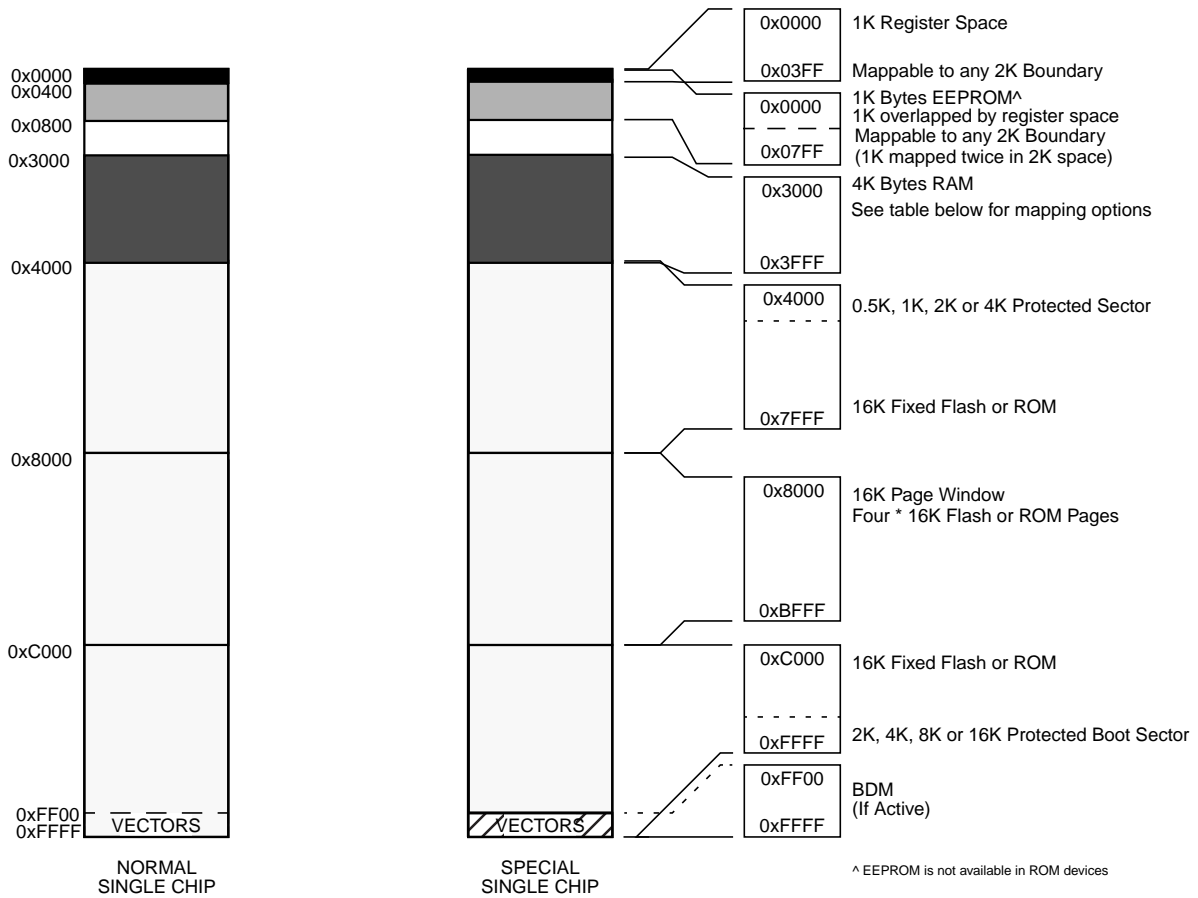 0x0000
0x0400
0x0800
0x3000
0x4000
0x8000
0xC000
0xFF00
0xFFFF
VECTORS
NORMAL
SINGLE CHIP
VECTORS
SPECIAL
SINGLE CHIP
0x0000
1K Register Space
0x03FF
Mappable to any 2K Boundary
0x0000
1K Bytes EEPROM^
1K overlapped by register space
Mappable to any 2K Boundary
0x07FF
(1K mapped twice in 2K space)
0x3000
4K Bytes RAM
See table below for mapping options
0x3FFF
0x4000
0.5K, 1K, 2K or 4K Protected Sector
0x7FFF
16K Fixed Flash or ROM
0x8000
16K Page Window
Four * 16K Flash or ROM Pages
0xBFFF
0xC000
16K Fixed Flash or ROM
0xFFFF
2K, 4K, 8K or 16K Protected Boot Sector
0xFF00
BDM
(If Active)
0xFFFF
^ EEPROM is not available in ROM devices